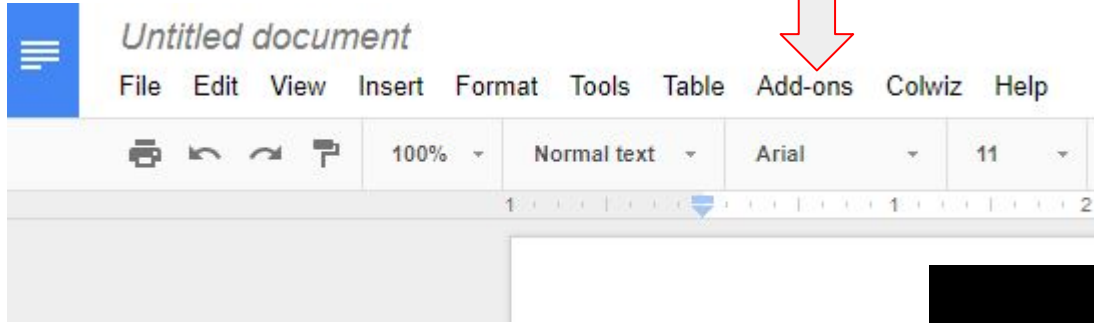 Untitled document
File Edit View Insert Format Tools Table Add-ons Colwiz Help
100% Normal text Arial 11
1 1 2